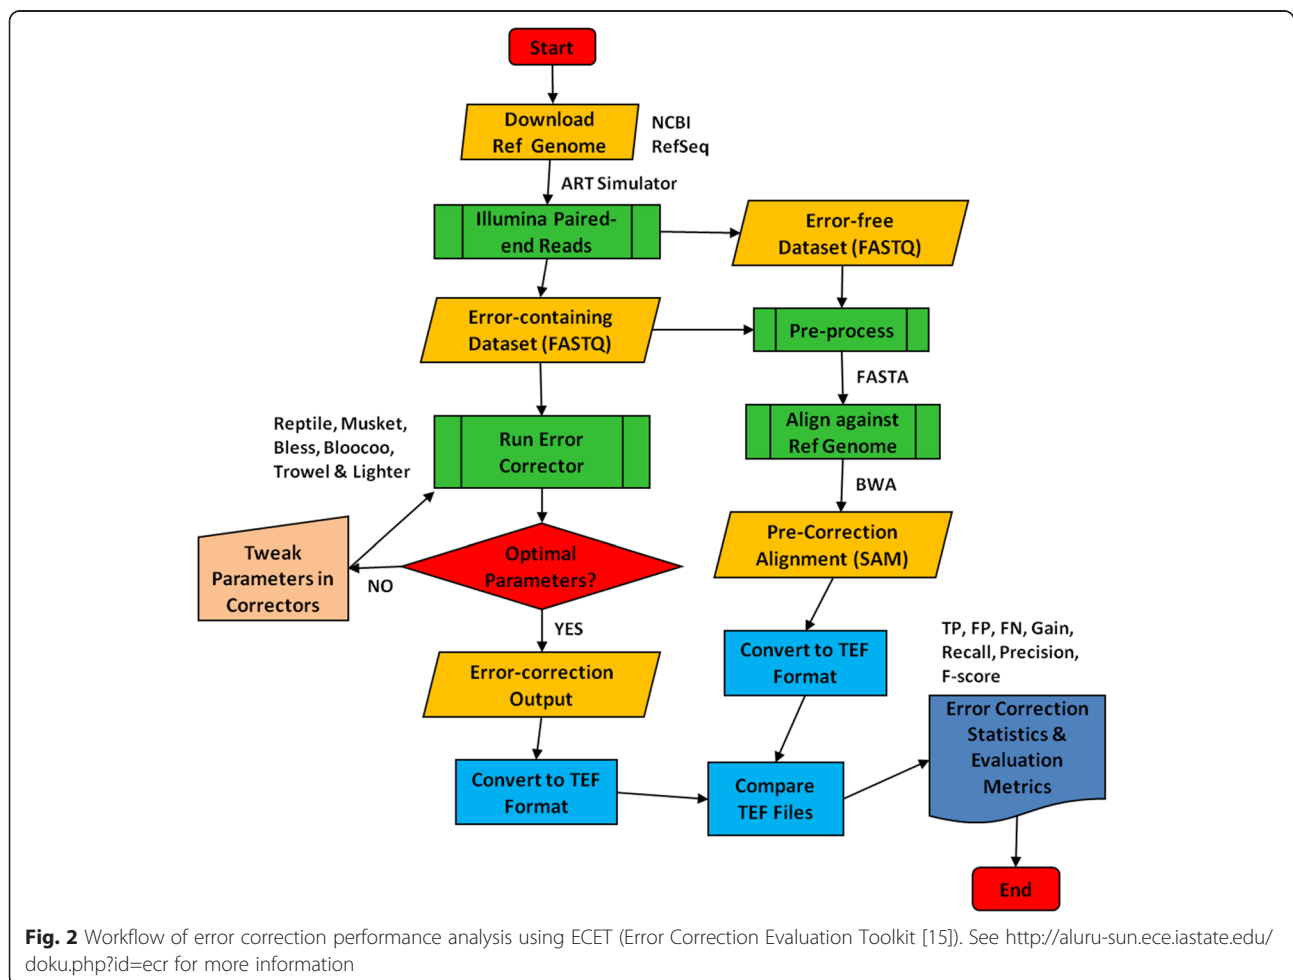 Start
Download
Ref Genome
NCBI
RefSeq
ART Simulator
Illumina Paired-
end Reads
Error-free
Dataset (FASTQ)
Error-containing
Dataset (FASTQ)
Pre-process
FASTA
Reptile, Musket,
Bless, Bloocoo,
Trowel & Lighter
Run Error
Corrector
Align against
Ref Genome
BWA
Tweak
Parameters in
Correctors
NO
Optimal
Parameters?
YES
Pre-Correction
Alignment (SAM)
Error-correction
Output
Convert to TEF
Format
TP, FP, FN, Gain,
Recall, Precision,
F-score
Convert to TEF
Format
Compare
TEF Files
Error Correction
Statistics &
Evaluation
Metrics
End
Fig. 2 Workflow of error correction performance analysis using ECET (Error Correction Evaluation Toolkit [15]). See http://aluru-sun.ece.iastate.edu/
doku.php?id=ecr for more information